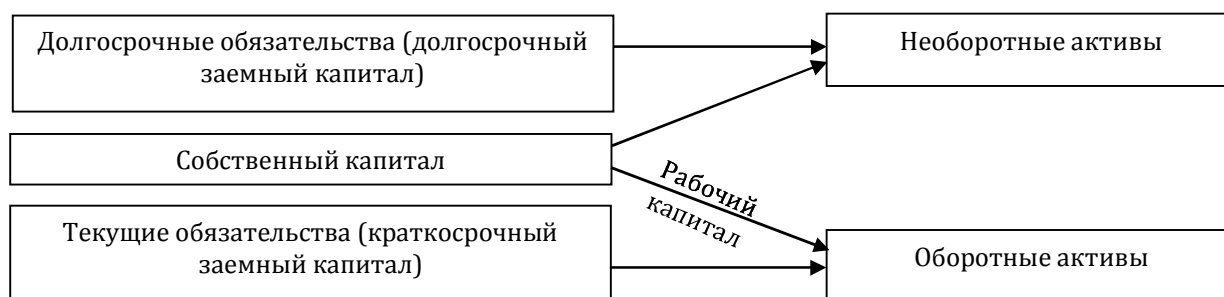 Долгосрочные обязательства (долгосрочный
заемный капитал)
Необоротные активы
Собственный капитал
Рабочий
капитал
Текущие обязательства (краткосрочный
заемный капитал)
Оборотные активы